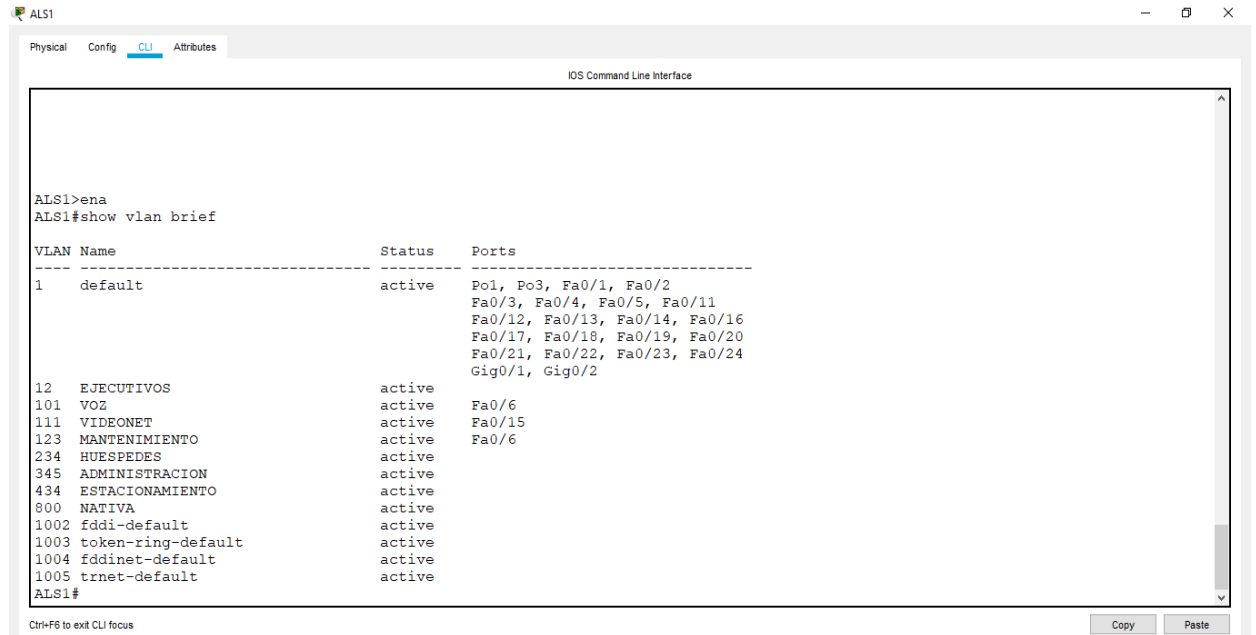 ALS1
Physical Config CLI Attributes
IOS Command Line Interface
ALS1>ena
ALS1#show vlan brief
VLAN Name Status Ports
---- -------------------------------- --------- -------------------------------
1 default active Po1, Po3, Fa0/1, Fa0/2
Fa0/3, Fa0/4, Fa0/5, Fa0/11
Fa0/12, Fa0/13, Fa0/14, Fa0/16
Fa0/17, Fa0/18, Fa0/19, Fa0/20
Fa0/21, Fa0/22, Fa0/23, Fa0/24
Gig0/1, Gig0/2
12 EJECUTIVOS active
101 VOZ active Fa0/6
111 VIDEONET active Fa0/15
123 MANTENIMIENTO active Fa0/6
234 HUESPEDES active
345 ADMINISTRACION active
434 ESTACIONAMIENTO active
800 NATIVA active
1002 fddi-default active
1003 token-ring-default active
1004 fddinet-default active
1005 trnet-default active
ALS1#
Ctrl+F6 to exit CLI focus
Copy Paste